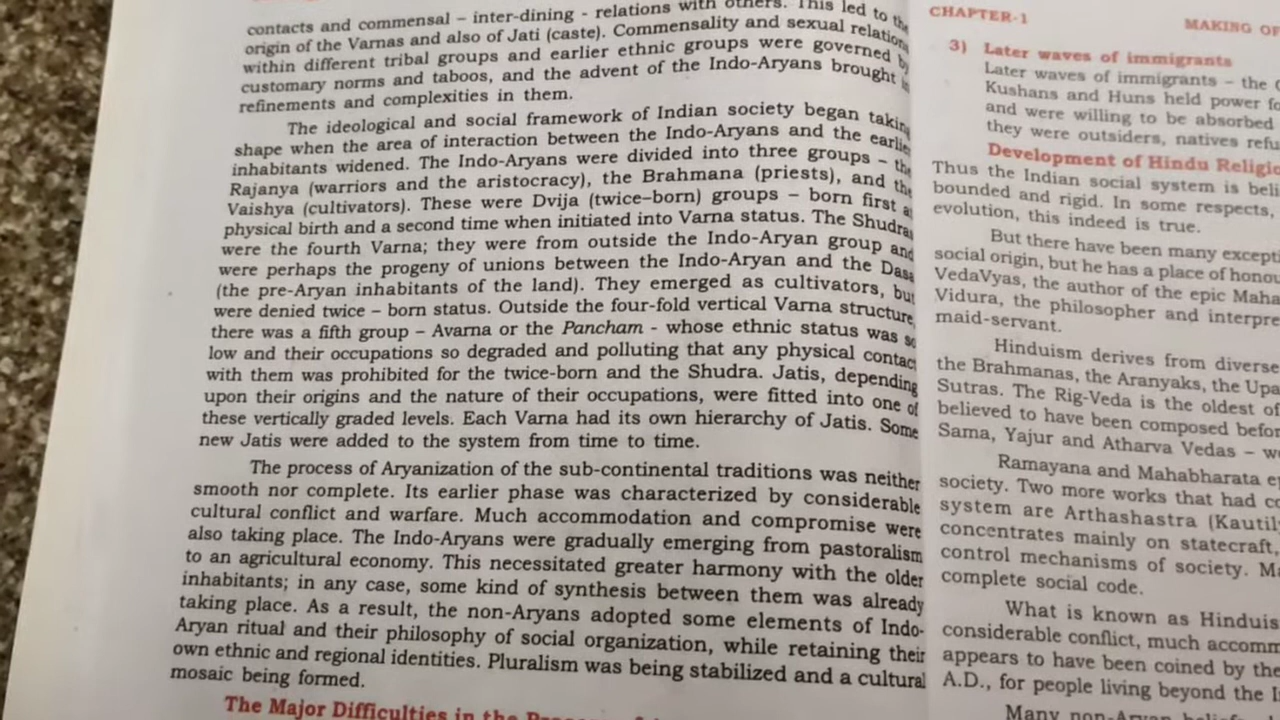 contacts and commensal – inter-dining - relations with others. This led to the
origin of the Varnas and also of Jati (caste). Commensality and sexual relations
within different tribal groups and earlier ethnic groups were governed by
customary norms and taboos, and the advent of the Indo-Aryans brought in
refinements and complexities in them.
The ideological and social framework of Indian society began taking
shape when the area of interaction between the Indo-Aryans and the earlier
inhabitants widened. The Indo-Aryans were divided into three groups – the
Rajanya (warriors and the aristocracy), the Brahmana (priests), and the
Vaishya (cultivators). These were Dvija (twice–born) groups – born first a
physical birth and a second time when initiated into Varna status. The Shudras
were the fourth Varna; they were from outside the Indo-Aryan group and
were perhaps the progeny of unions between the Indo-Aryan and the Dasa
(the pre-Aryan inhabitants of the land). They emerged as cultivators, but
were denied twice – born status. Outside the four-fold vertical Varna structure,
there was a fifth group – Avarna or the Pancham - whose ethnic status was so
low and their occupations so degraded and polluting that any physical contact
with them was prohibited for the twice-born and the Shudra. Jatis, depending
upon their origins and the nature of their occupations, were fitted into one of
these vertically graded levels. Each Varna had its own hierarchy of Jatis. Some
new Jatis were added to the system from time to time.
The process of Aryanization of the sub-continental traditions was neither
smooth nor complete. Its earlier phase was characterized by considerable
cultural conflict and warfare. Much accommodation and compromise were
also taking place. The Indo-Aryans were gradually emerging from pastoralism
to an agricultural economy. This necessitated greater harmony with the older
inhabitants; in any case, some kind of synthesis between them was already
taking place. As a result, the non-Aryans adopted some elements of Indo-
Aryan ritual and their philosophy of social organization, while retaining their
own ethnic and regional identities. Pluralism was being stabilized and a cultural
mosaic being formed.
The Major Difficulties in the
CHAPTER-1 MAKING OF
3) Later waves of immigrants
Later waves of immigrants – the
Kushans and Huns held power
and were willing to be absorbed
they were outsiders, natives
Development of Hindu
Thus the Indian social system is
bounded and rigid. In some respects,
evolution, this indeed is true.
But there have been many
social origin, but he has a place of
VedaVyas, the author of the epic
Vidura, the philosopher and
maid-servant.
Hinduism derives from diverse
the Brahmanas, the Aranyaks, the
Sutras. The Rig-Veda is the oldest of
believed to have been composed
Sama, Yajur and Atharva Vedas –
Ramayana and Mahabharata
society. Two more works that had
system are Arthashastra
concentrates mainly on statecraft,
control mechanisms of society.
complete social code.
What is known as
considerable conflict, much
appears to have been coined by the
A.D., for people living beyond the
Many non-Aryan